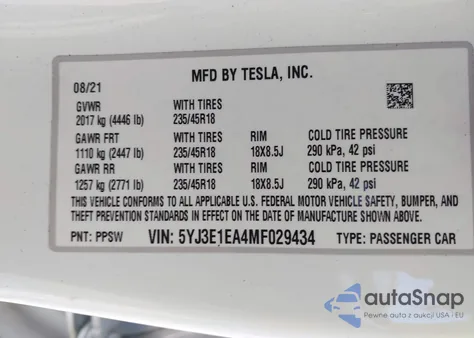 MFD BY TESLA, INC.
08/21
GVWR WITH TIRES
2017 kg (4446 lb) 235/45R18
GAWR FRT WITH TIRES RIM COLD TIRE PRESSURE
1110 kg (2447 lb) 235/45R18 18X8.5J 290 kPa, 42 psi
GAWR RR WITH TIRES RIM COLD TIRE PRESSURE
1257 kg (2771 lb) 235/45R18 18X8.5J 290 kPa, 42 psi
THIS VEHICLE CONFORMS TO ALL APPLICABLE U.S. FEDERAL MOTOR VEHICLE SAFETY, BUMPER, AND
THEFT PREVENTION STANDARDS IN EFFECT ON THE DATE OF MANUFACTURE SHOWN ABOVE.
PNT: PPSW VIN: 5YJ3E1EA4MF029434 TYPE: PASSENGER CAR
autoSnap
Pewne auta z aukcji USA i EU